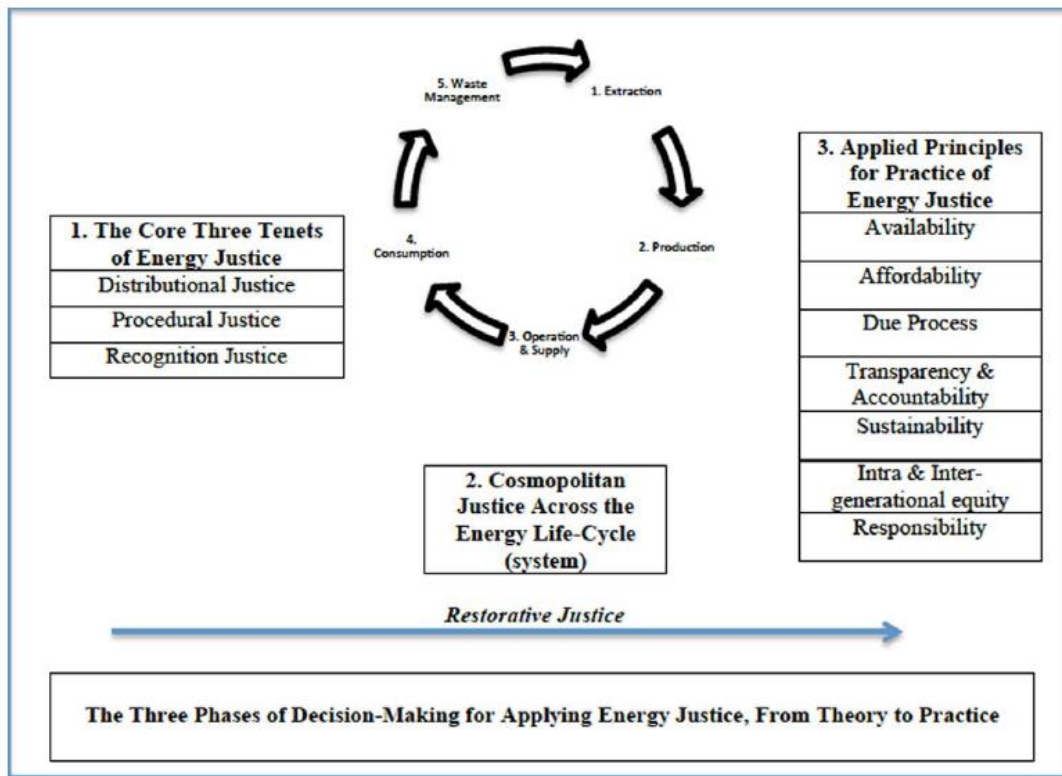 5. Waste
Management
1. Extraction
2. Production
3. Operation
& Supply
4.
Consumption
1. The Core Three Tenets
of Energy Justice
Distributional Justice
Procedural Justice
Recognition Justice
2. Cosmopolitan
Justice Across the
Energy Life-Cycle
(system)
3. Applied Principles
for Practice of
Energy Justice
Availability
Affordability
Due Process
Transparency &
Accountability
Sustainability
Intra & Inter-
generational equity
Responsibility
Restorative Justice
The Three Phases of Decision-Making for Applying Energy Justice, From Theory to Practice